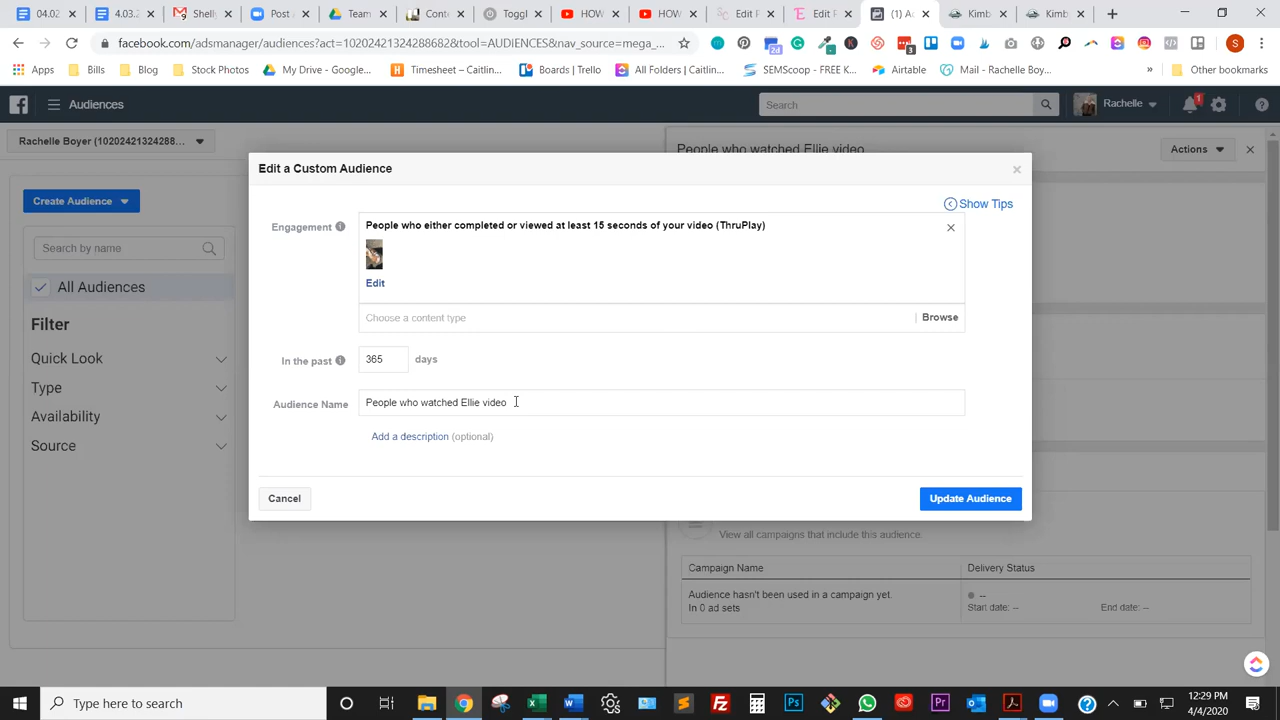 04.02
4.03.2
Shelly
Post
Team
Cont
Toggl
HOW
HOW
Edit P
Edit P
(1) A
Kimb
Kimb
facebook.com/adsmanager/audiences?act=10202421324288682&tool=AUDIENCES&nav_source=mega_...
Apps
Bills
Blog
Stock Photos
My Drive - Google...
Timesheet – Caitlin...
Boards | Trello
All Folders | Caitlin...
SEMScoop - FREE K...
Airtable
Mail - Rachelle Boy...
»
Other bookmarks
Audiences
Search
Rachelle
1
Rachelle Boyer (10202421324288...
People who watched Ellie video
Actions
Create Audience
Search by name
All Audiences
Filter
Quick Look
Type
Availability
Source
Edit a Custom Audience
Show Tips
Engagement
People who either completed or viewed at least 15 seconds of your video (ThruPlay)
Edit
Choose a content type
| Browse
In the past
365
days
Audience Name
People who watched Ellie video
Add a description (optional)
Cancel
Update Audience
View all campaigns that include this audience.
Campaign Name
Delivery Status
Audience hasn't been used in a campaign yet.
In 0 ad sets
--
Start date: --
End date: --
Type here to search
12:29 PM
4/4/2020